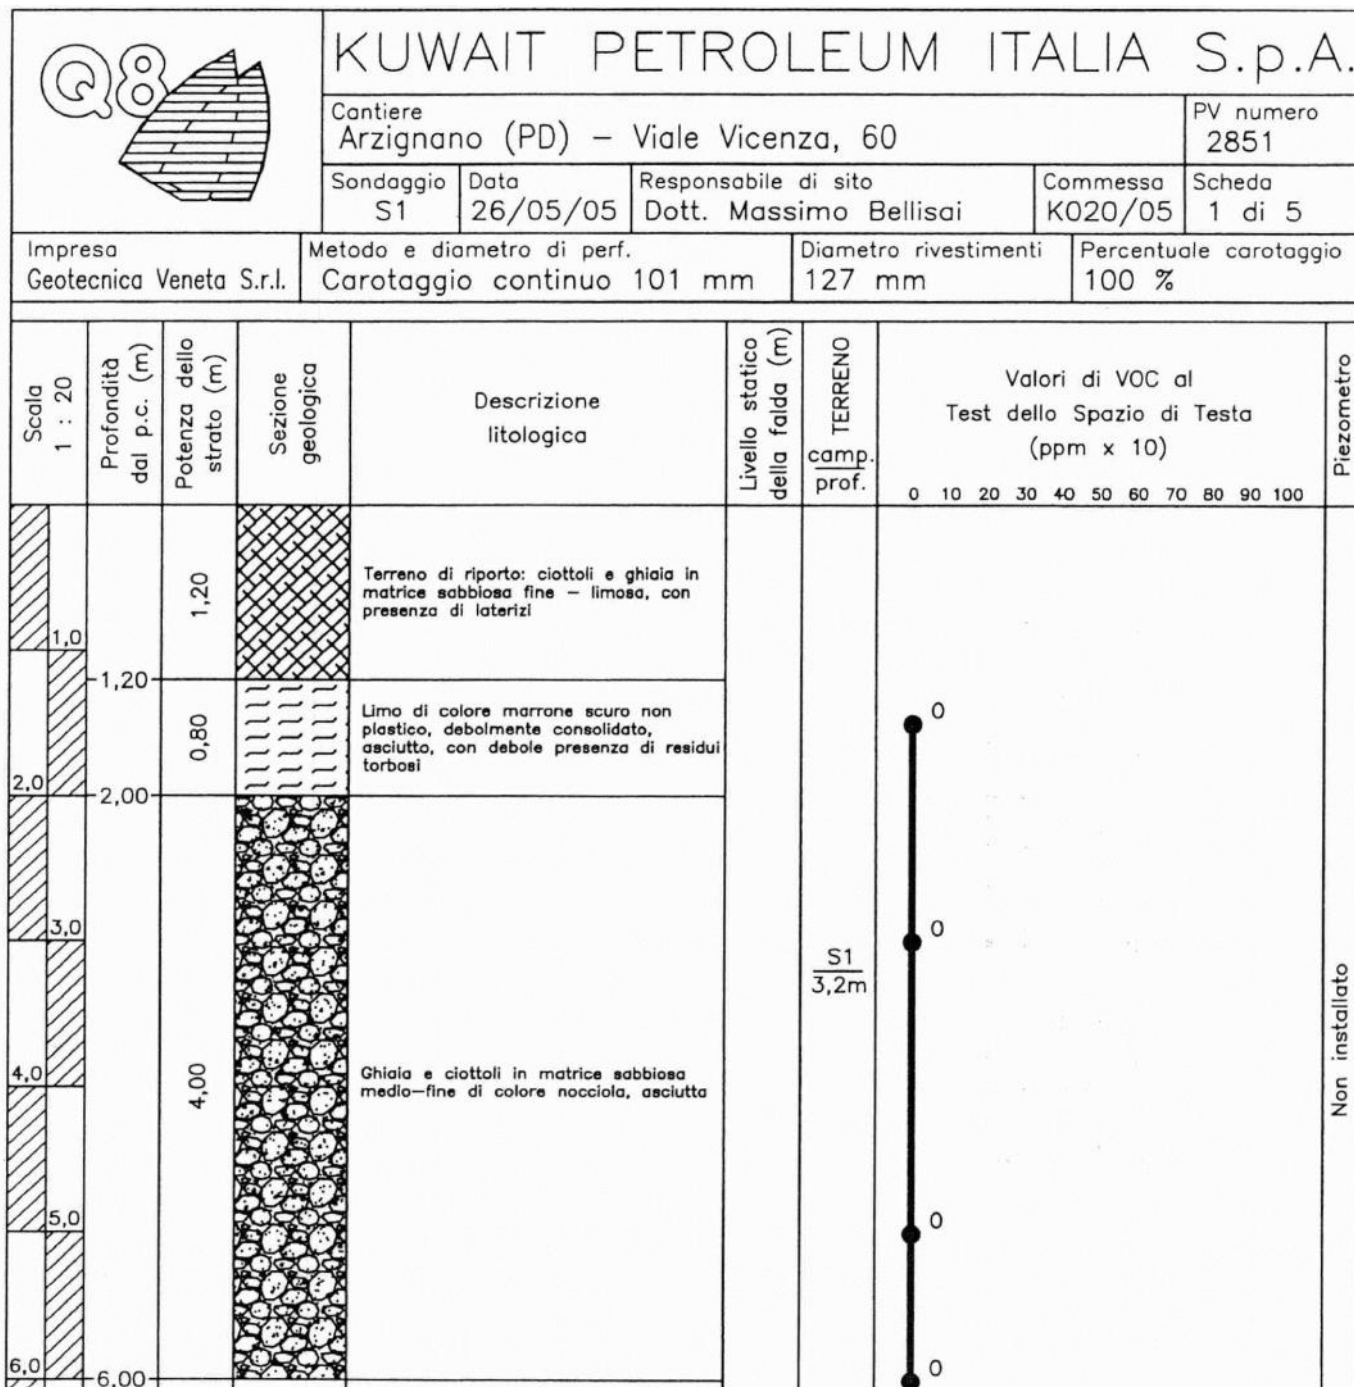 Q8
KUWAIT PETROLEUM ITALIA S.p.A.
Cantiere
Arzignano (PD) – Viale Vicenza, 60
PV numero
2851
Sondaggio
S1
Data
26/05/05
Responsabile di sito
Dott. Massimo Bellisai
Commessa
K020/05
Scheda
1 di 5
Impresa
Geotecnica Veneta S.r.l.
Metodo e diametro di perf.
Carotaggio continuo 101 mm
Diametro rivestimenti
127 mm
Percentuale carotaggio
100 %
Scala
1 : 20
Profondità
dal p.c. (m)
Potenza dello
strato (m)
Sezione
geologica
Descrizione
litologica
Livello statico
della falda (m)
TERRENO
camp.
prof.
Valori di VOC al
Test dello Spazio di Testa
(ppm x 10)
0 10 20 30 40 50 60 70 80 90 100
Piezometro
1,20
Terreno di riporto: ciottoli e ghiaia in
matrice sabbiosa fine – limosa, con
presenza di laterizi
1,0
1,20
0,80
Limo di colore marrone scuro non
plastico, debolmente consolidato,
asciutto, con debole presenza di residui
torbosi
0
2,0
2,00
3,0
0
S1
3,2m
Non installato
4,0
4,00
Ghiaia e ciottoli in matrice sabbiosa
medio–fine di colore nocciola, asciutta
5,0
0
6,0
6,00
0